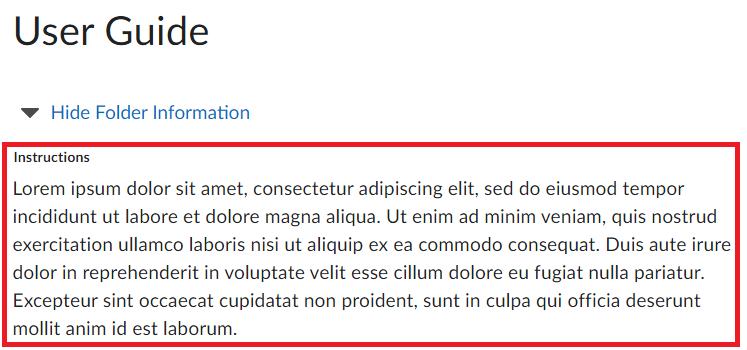 User Guide
Hide Folder Information
Instructions
Lorem ipsum dolor sit amet, consectetur adipiscing elit, sed do eiusmod tempor
incididunt ut labore et dolore magna aliqua. Ut enim ad minim veniam, quis nostrud
exercitation ullamco laboris nisi ut aliquip ex ea commodo consequat. Duis aute irure
dolor in reprehenderit in voluptate velit esse cillum dolore eu fugiat nulla pariatur.
Excepteur sint occaecat cupidatat non proident, sunt in culpa qui officia deserunt
mollit anim id est laborum.